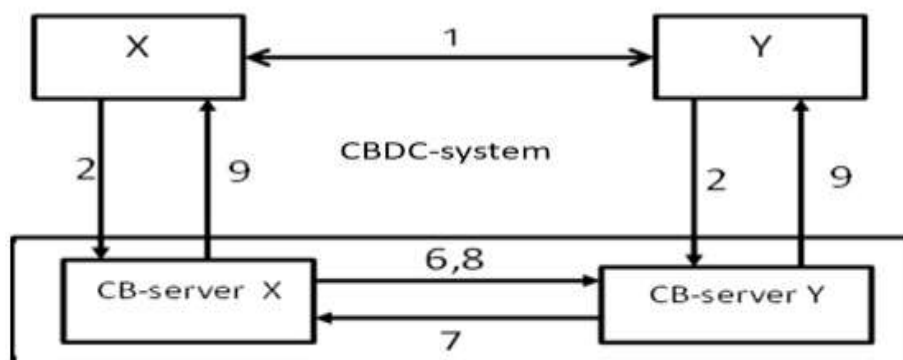 X
1
Y
CBDC-system
2
9
2
9
6,8
CB-server X
CB-server Y
7